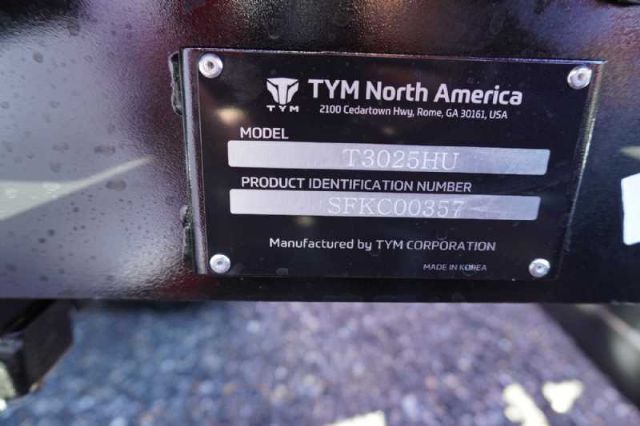 TYM
TYM North America
2100 Cedartown Hwy, Rome, GA 30161, USA
MODEL
T3025HU
PRODUCT IDENTIFICATION NUMBER
SFKC00357
Manufactured by TYM CORPORATION
MADE IN KOREA